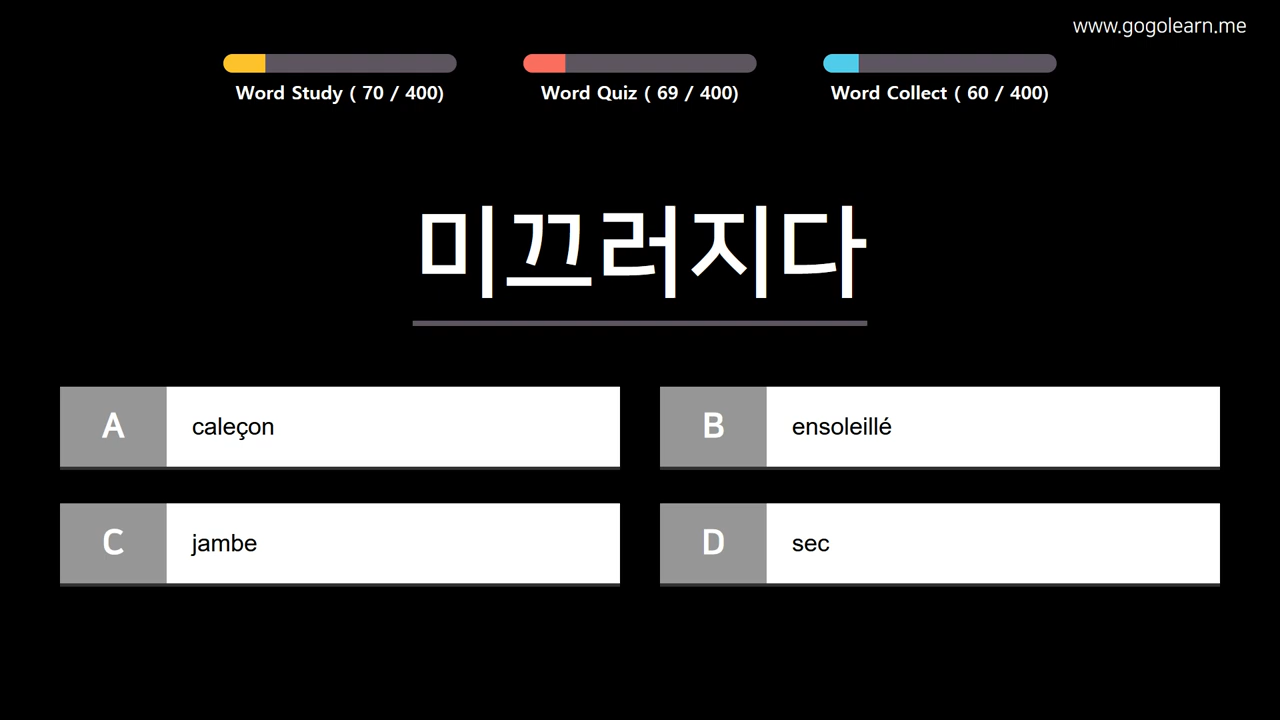 www.gogolearn.me
Word Study ( 70 / 400)
Word Quiz ( 69 / 400)
Word Collect ( 60 / 400)
미끄러지다
A caleçon
B ensoleillé
C jambe
D sec